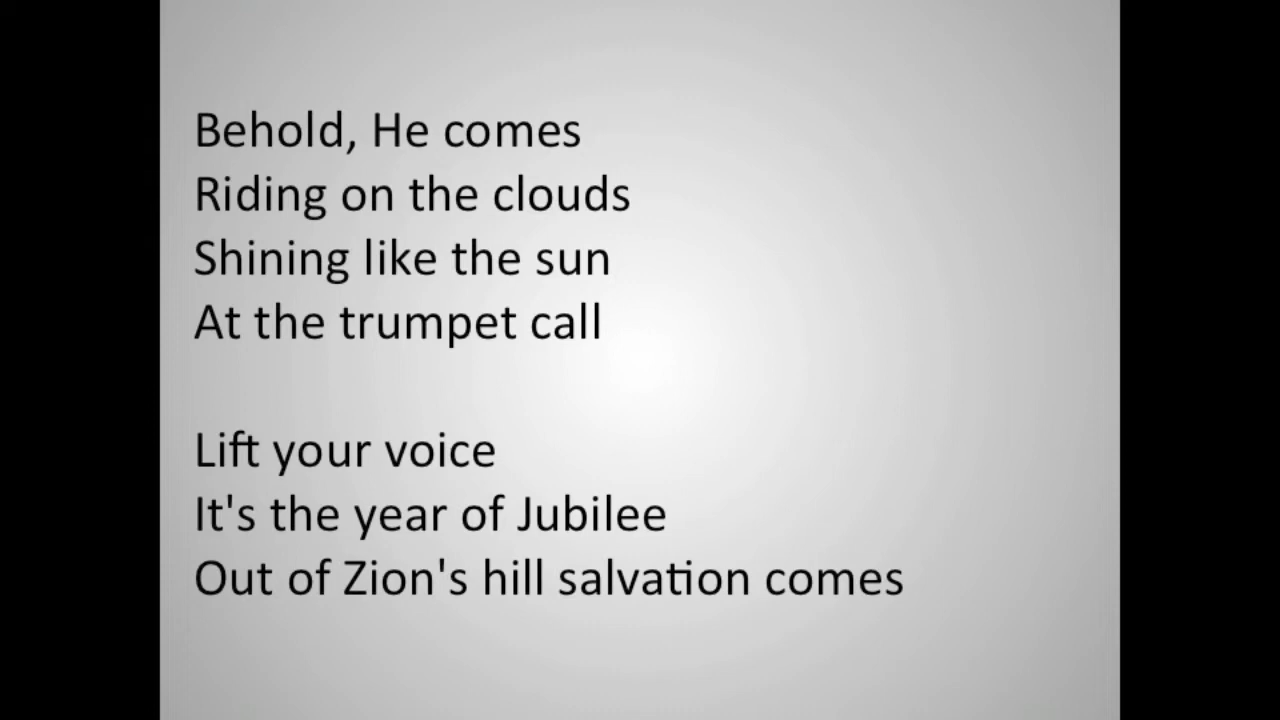 Behold, He comes
Riding on the clouds
Shining like the sun
At the trumpet call
Lift your voice
It's the year of Jubilee
Out of Zion's hill salvation comes